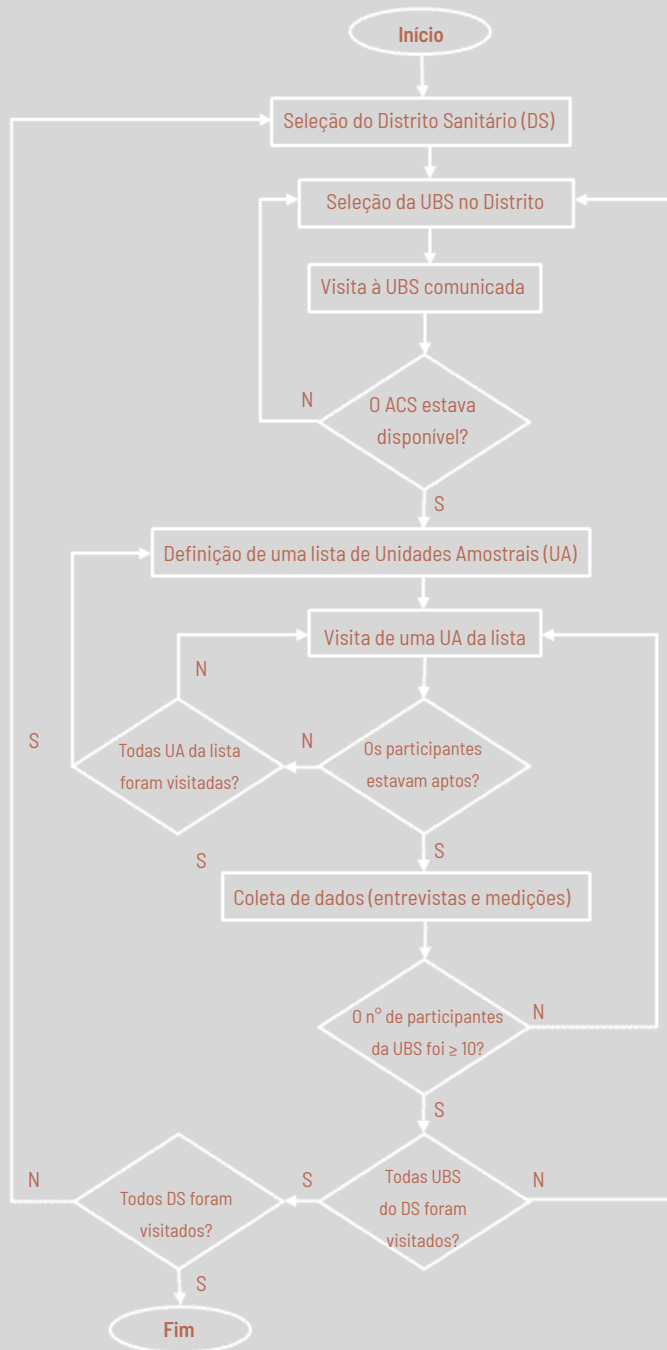 Início
Seleção do Distrito Sanitário (DS)
Seleção da UBS no Distrito
Visita à UBS comunicada
N
O ACS estava
disponível?
S
Definição de uma lista de Unidades Amostrais (UA)
Visita de uma UA da lista
N
S
Todas UA da lista
foram visitadas?
N
Os participantes
estavam aptos?
S
S
Coleta de dados (entrevistas e medições)
O n° de participantes
da UBS foi ≥ 10?
N
S
N
Todos DS foram
visitados?
S
Todas UBS
do DS foram
visitadas?
N
S
Fim